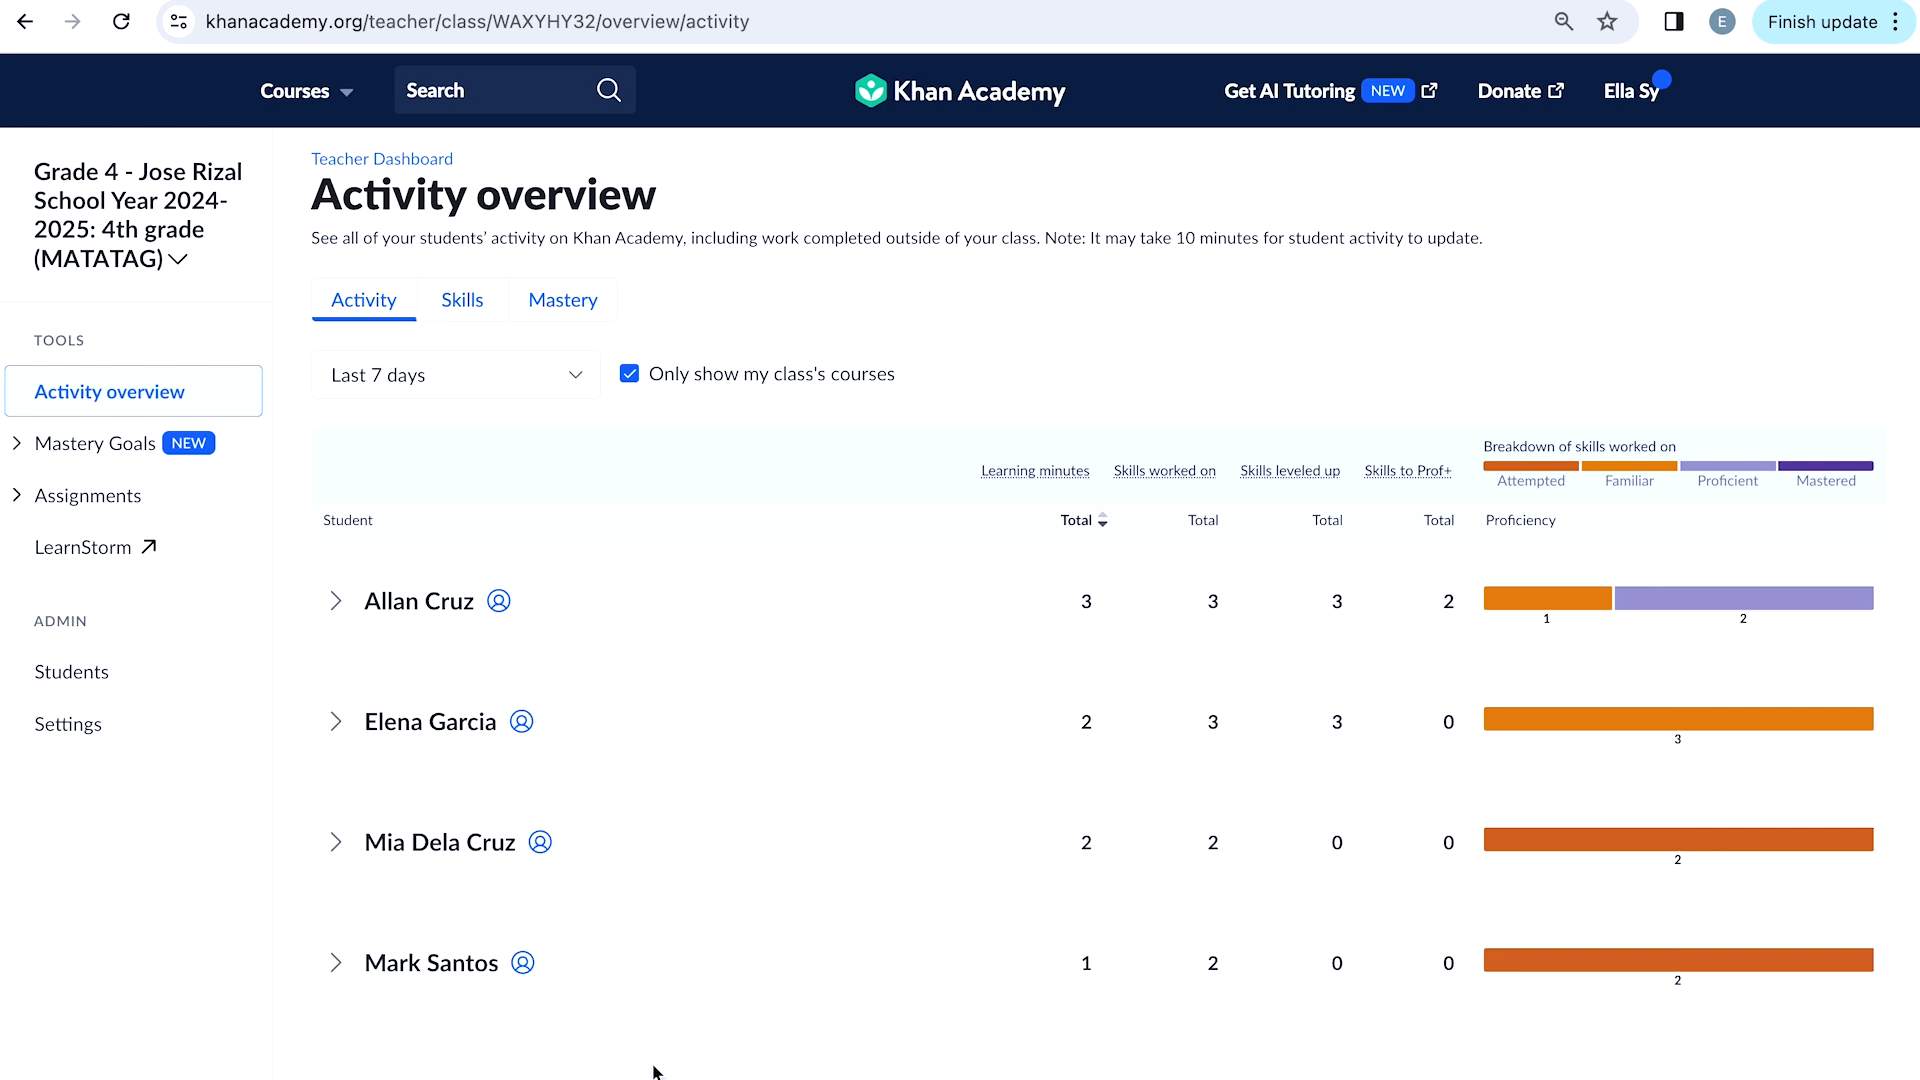 khanacademy.org/teacher/class/WAXYHY32/overview/activity
E
Finish update
Courses
Search
Khan Academy
Get AI Tutoring NEW
Donate
Ella Sy
Grade 4 - Jose Rizal
School Year 2024-
2025: 4th grade
(MATATAG)
TOOLS
Activity overview
Mastery Goals NEW
Assignments
LearnStorm
ADMIN
Students
Settings
Teacher Dashboard
Activity overview
See all of your students’ activity on Khan Academy, including work completed outside of your class. Note: It may take 10 minutes for student activity to update.
Activity Skills Mastery
Last 7 days
Only show my class's courses
Learning minutes Skills worked on Skills leveled up Skills to Prof+ Breakdown of skills worked on
Attempted Familiar Proficient Mastered
Student Total Total Total Total Proficiency
Allan Cruz 3 3 3 2
1 2
Elena Garcia 2 3 3 0
3
Mia Dela Cruz 2 2 0 0
2
Mark Santos 1 2 0 0
2